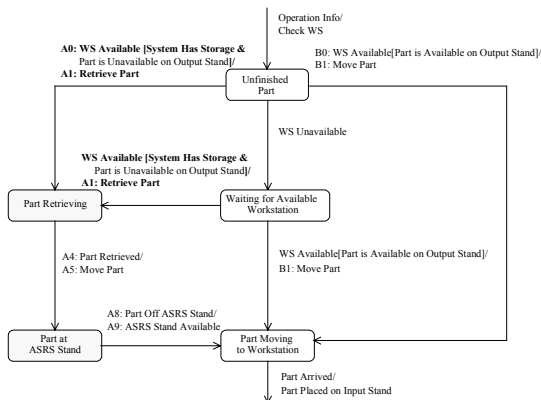 Operation Info/
Check WS
A0: WS Available [System Has Storage &
Part is Unavailable on Output Stand]/
A1: Retrieve Part
B0: WS Available[Part is Available on Output Stand]/
B1: Move Part
Unfinished
Part
WS Unavailable
WS Available [System Has Storage &
Part is Unavailable on Output Stand]/
A1: Retrieve Part
Part Retrieving
Waiting for Available
Workstation
A4: Part Retrieved/
A5: Move Part
WS Available[Part is Available on Output Stand]/
B1: Move Part
A8: Part Off ASRS Stand/
A9: ASRS Stand Available
Part at
ASRS Stand
Part Moving
to Workstation
Part Arrived/
Part Placed on Input Stand